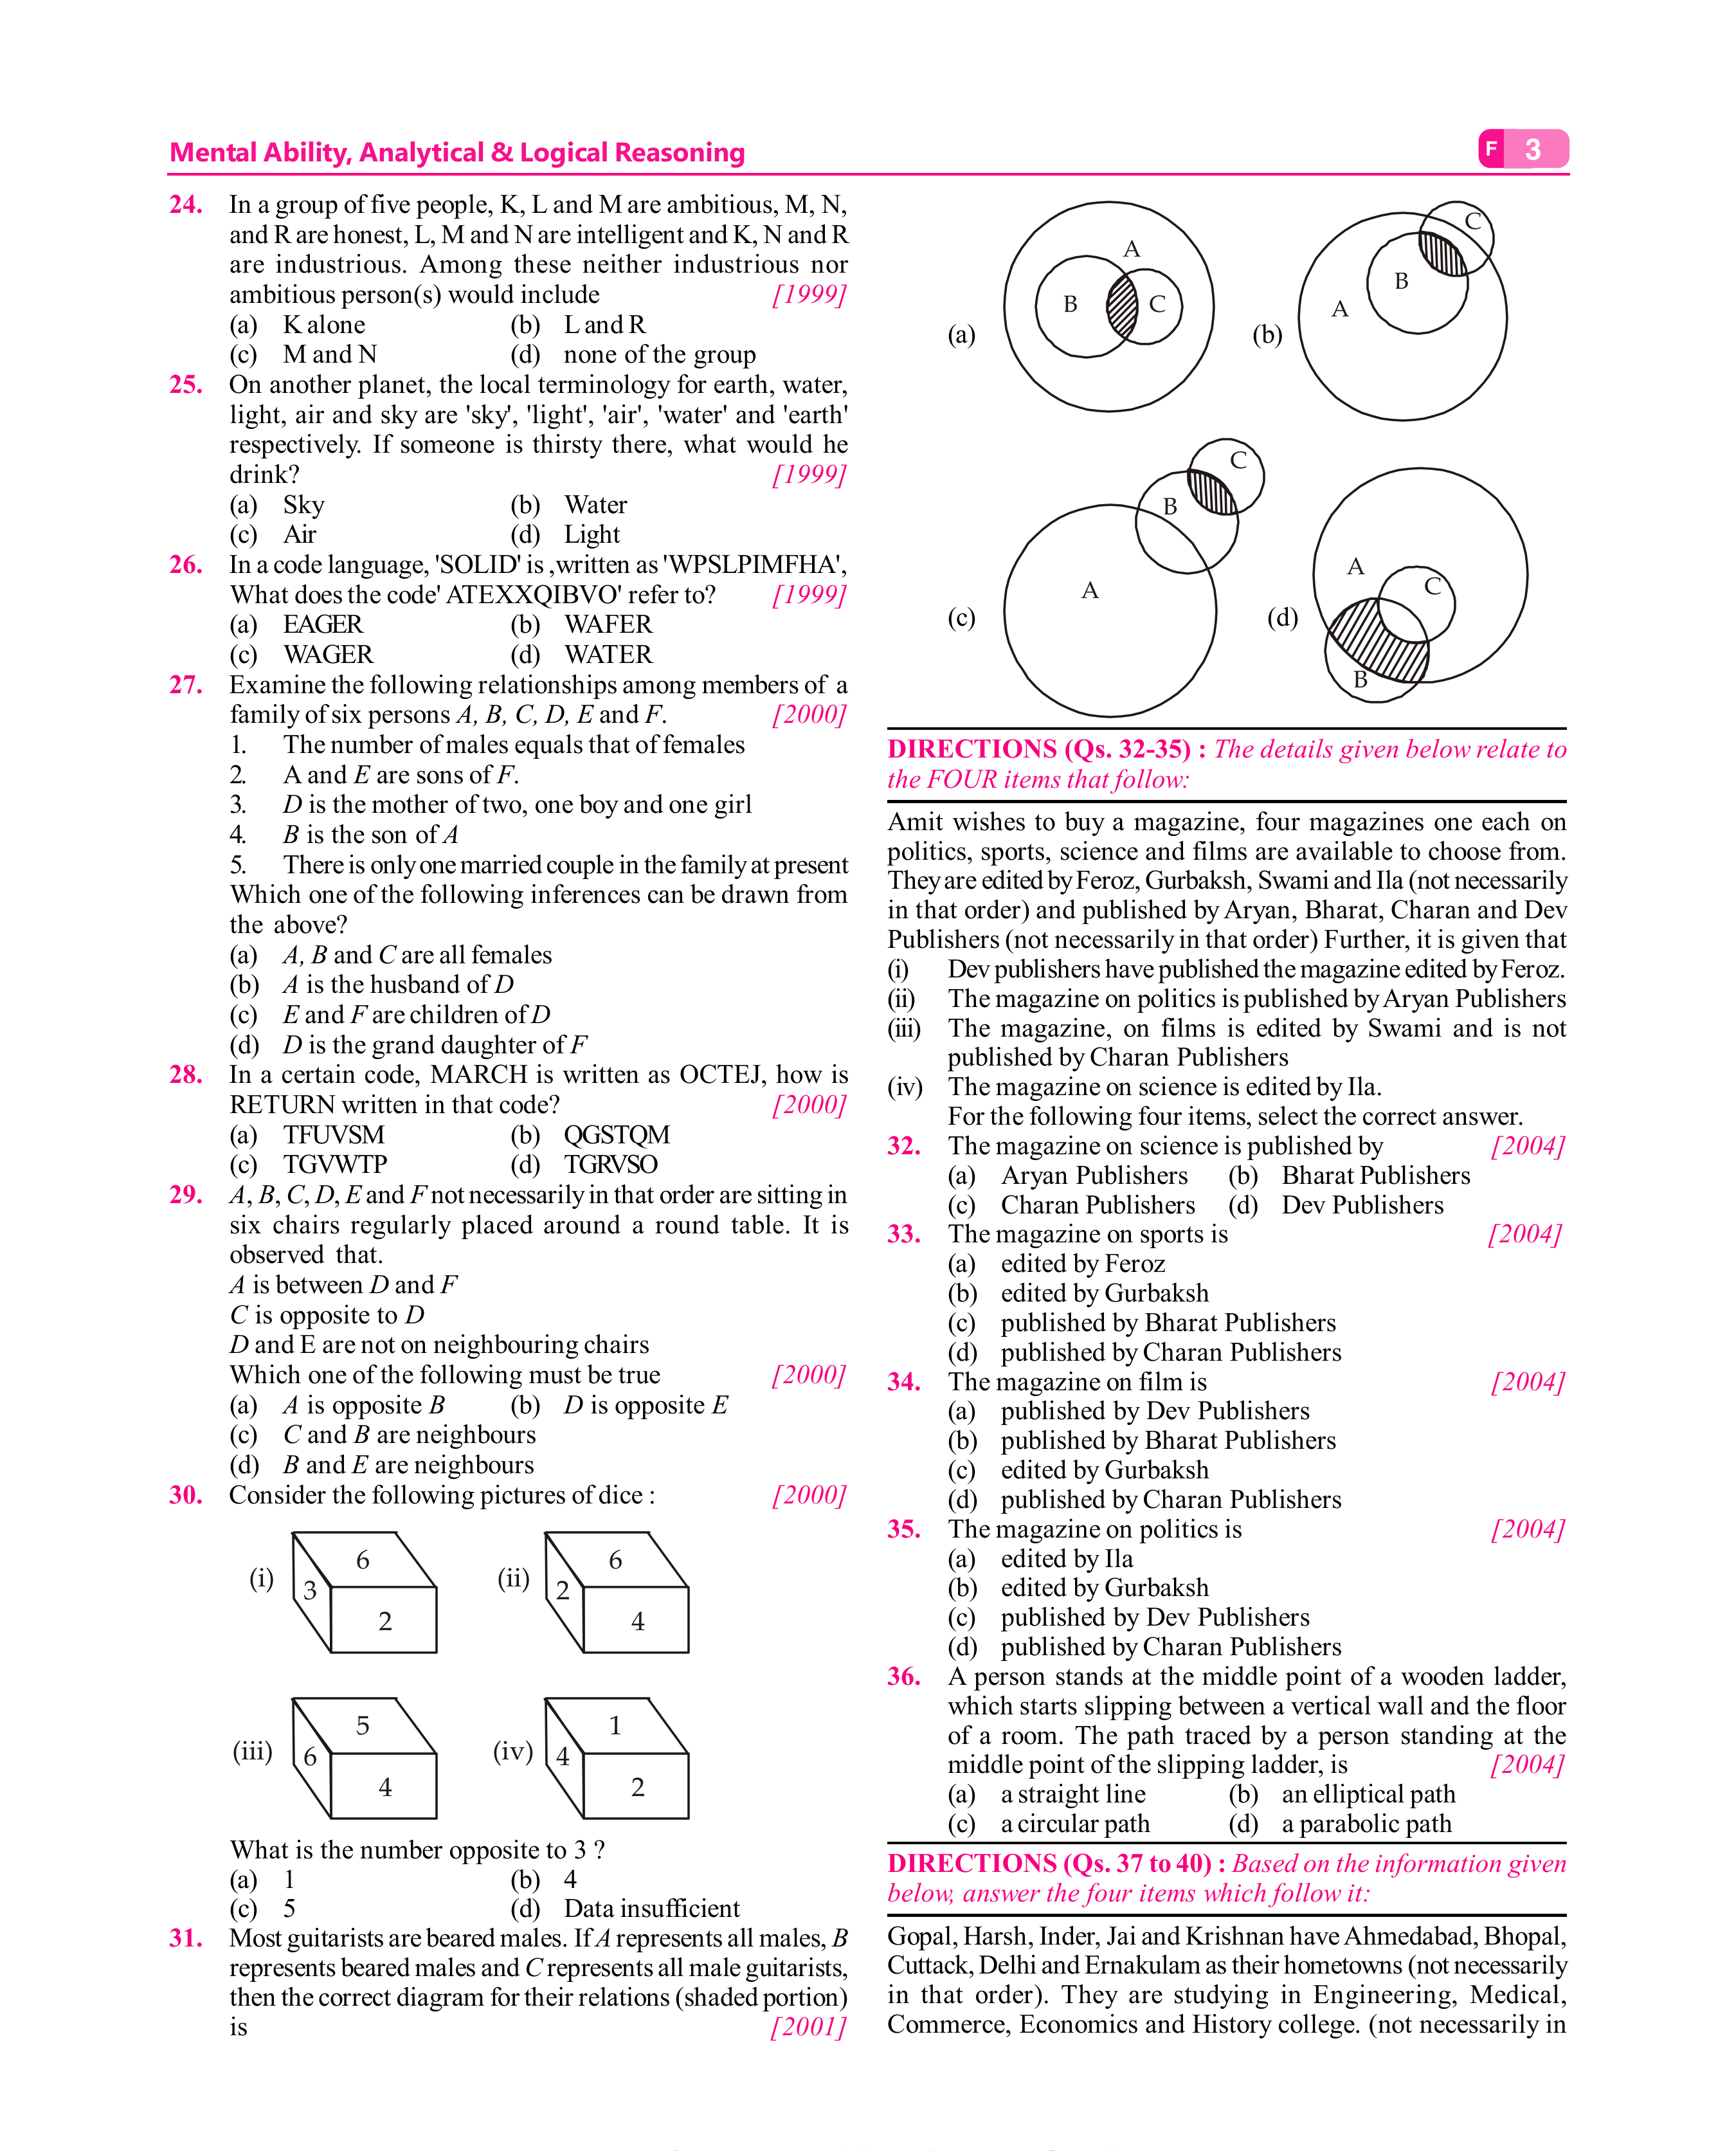 Mental Ability, Analytical & Logical Reasoning
F 3
24. In a group of five people, K, L and M are ambitious, M, N,
and R are honest, L, M and N are intelligent and K, N and R
are industrious. Among these neither industrious nor
ambitious person(s) would include [1999]
(a) K alone (b) L and R
(c) M and N (d) none of the group
25. On another planet, the local terminology for earth, water,
light, air and sky are 'sky', 'light', 'air', 'water' and 'earth'
respectively. If someone is thirsty there, what would he
drink? [1999]
(a) Sky (b) Water
(c) Air (d) Light
26. In a code language, 'SOLID' is ,written as 'WPSLPIMFHA',
What does the code' ATEXXQIBVO' refer to? [1999]
(a) EAGER (b) WAFER
(c) WAGER (d) WATER
27. Examine the following relationships among members of a
family of six persons A, B, C, D, E and F. [2000]
1. The number of males equals that of females
2. A and E are sons of F.
3. D is the mother of two, one boy and one girl
4. B is the son of A
5. There is only one married couple in the family at present
Which one of the following inferences can be drawn from
the above?
(a) A, B and C are all females
(b) A is the husband of D
(c) E and F are children of D
(d) D is the grand daughter of F
28. In a certain code, MARCH is written as OCTEJ, how is
RETURN written in that code? [2000]
(a) TFUVSM (b) QGSTQM
(c) TGVWTP (d) TGRVSO
29. A, B, C, D, E and F not necessarily in that order are sitting in
six chairs regularly placed around a round table. It is
observed that.
A is between D and F
C is opposite to D
D and E are not on neighbouring chairs
Which one of the following must be true [2000]
(a) A is opposite B (b) D is opposite E
(c) C and B are neighbours
(d) B and E are neighbours
30. Consider the following pictures of dice : [2000]
(i) 6 3 2 (ii) 6 2 4
(iii) 5 6 4 (iv) 1 4 2
What is the number opposite to 3 ?
(a) 1 (b) 4
(c) 5 (d) Data insufficient
31. Most guitarists are beared males. If A represents all males, B
represents beared males and C represents all male guitarists,
then the correct diagram for their relations (shaded portion)
is [2001]
(a) A B C (b) A B C
(c) A B C (d) A B C
DIRECTIONS (Qs. 32-35) : The details given below relate to
the FOUR items that follow:
Amit wishes to buy a magazine, four magazines one each on
politics, sports, science and films are available to choose from.
They are edited by Feroz, Gurbaksh, Swami and Ila (not necessarily
in that order) and published by Aryan, Bharat, Charan and Dev
Publishers (not necessarily in that order) Further, it is given that
(i) Dev publishers have published the magazine edited by Feroz.
(ii) The magazine on politics is published by Aryan Publishers
(iii) The magazine, on films is edited by Swami and is not
published by Charan Publishers
(iv) The magazine on science is edited by Ila.
For the following four items, select the correct answer.
32. The magazine on science is published by [2004]
(a) Aryan Publishers (b) Bharat Publishers
(c) Charan Publishers (d) Dev Publishers
33. The magazine on sports is [2004]
(a) edited by Feroz
(b) edited by Gurbaksh
(c) published by Bharat Publishers
(d) published by Charan Publishers
34. The magazine on film is [2004]
(a) published by Dev Publishers
(b) published by Bharat Publishers
(c) edited by Gurbaksh
(d) published by Charan Publishers
35. The magazine on politics is [2004]
(a) edited by Ila
(b) edited by Gurbaksh
(c) published by Dev Publishers
(d) published by Charan Publishers
36. A person stands at the middle point of a wooden ladder,
which starts slipping between a vertical wall and the floor
of a room. The path traced by a person standing at the
middle point of the slipping ladder, is [2004]
(a) a straight line (b) an elliptical path
(c) a circular path (d) a parabolic path
DIRECTIONS (Qs. 37 to 40) : Based on the information given
below, answer the four items which follow it:
Gopal, Harsh, Inder, Jai and Krishnan have Ahmedabad, Bhopal,
Cuttack, Delhi and Ernakulam as their hometowns (not necessarily
in that order). They are studying in Engineering, Medical,
Commerce, Economics and History college. (not necessarily in